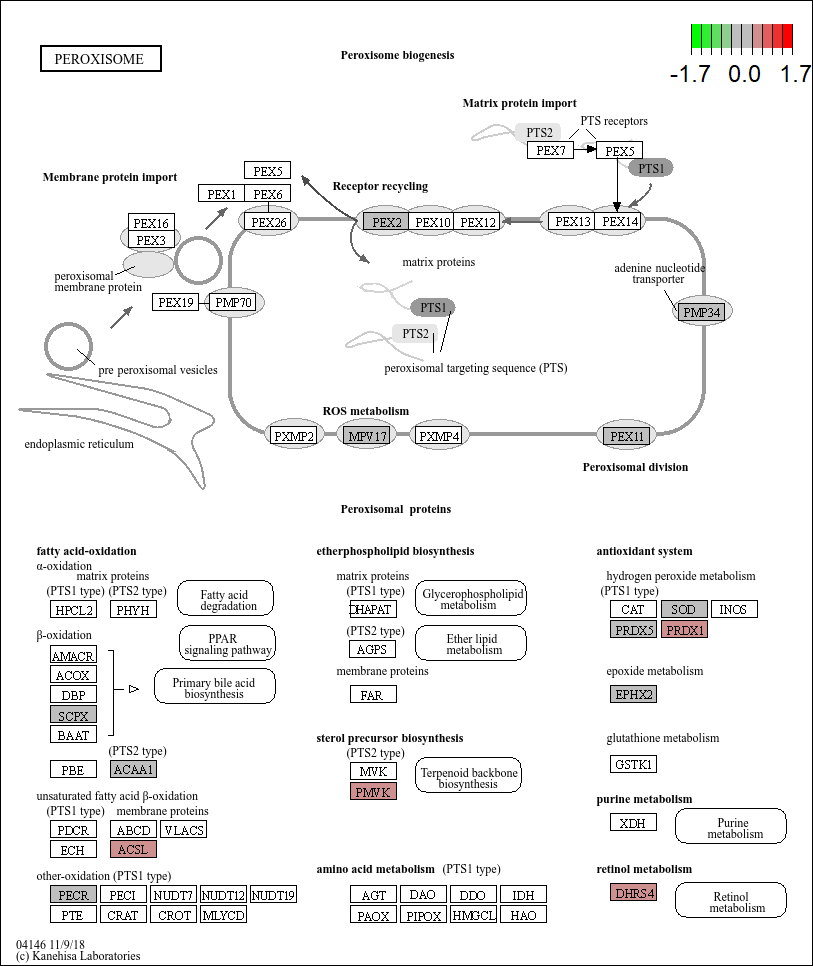 PEROXISOME
Peroxisome biogenesis
-1.7 0.0 1.7
Matrix protein import
PTS2
PTS receptors
PEX7
PEX5
PTS1
Membrane protein import
PEX5
Receptor recycling
PEX1 PEX6
PEX16
PEX3
PEX26
PEX2 PEX10 PEX12
PEX13 PEX14
peroxisomal
membrane protein
matrix proteins
adenine nucleotide
transporter
PEX19 PMP70
PTS1
PMP34
PTS2
pre peroxisomal vesicles
peroxisomal targeting sequence (PTS)
ROS metabolism
endoplasmic reticulum
PXMP2 MPV17 PXMP4 PEX11
Peroxisomal division
Peroxisomal proteins
fatty acid-oxidation
α-oxidation
matrix proteins
(PTS1 type) (PTS2 type)
HPCL2 PHYH
Fatty acid
degradation
β-oxidation
PPAR
signaling pathway
AMACR
ACOX
DBP
SCPX
BAAT
Primary bile acid
biosynthesis
(PTS2 type)
PBE ACAA1
unsaturated fatty acid β-oxidation
(PTS1 type) membrane proteins
PDCR ABCD VLACS
ECH ACSL
other-oxidation (PTS1 type)
PECR PECI NUDT7 NUDT12 NUDT19
PTE CRAT CROT MLYCD
etherphospholipid biosynthesis
matrix proteins
(PTS1 type)
DHAPAT
Glycerophospholipid
metabolism
(PTS2 type)
AGPS
Ether lipid
metabolism
membrane proteins
FAR
sterol precursor biosynthesis
(PTS2 type)
MVK
PMVK
Terpenoid backbone
biosynthesis
amino acid metabolism (PTS1 type)
AGT DAO DDO IDH
PAOX PIPOX HMGCL HAO
antioxidant system
hydrogen peroxide metabolism
(PTS1 type)
CAT SOD INOS
PRDX5 PRDX1
epoxide metabolism
EPHX2
glutathione metabolism
GSTK1
purine metabolism
XDH
Purine
metabolism
retinol metabolism
DHRS4
Retinol
metabolism
04146 11/9/18
(c) Kanehisa Laboratories